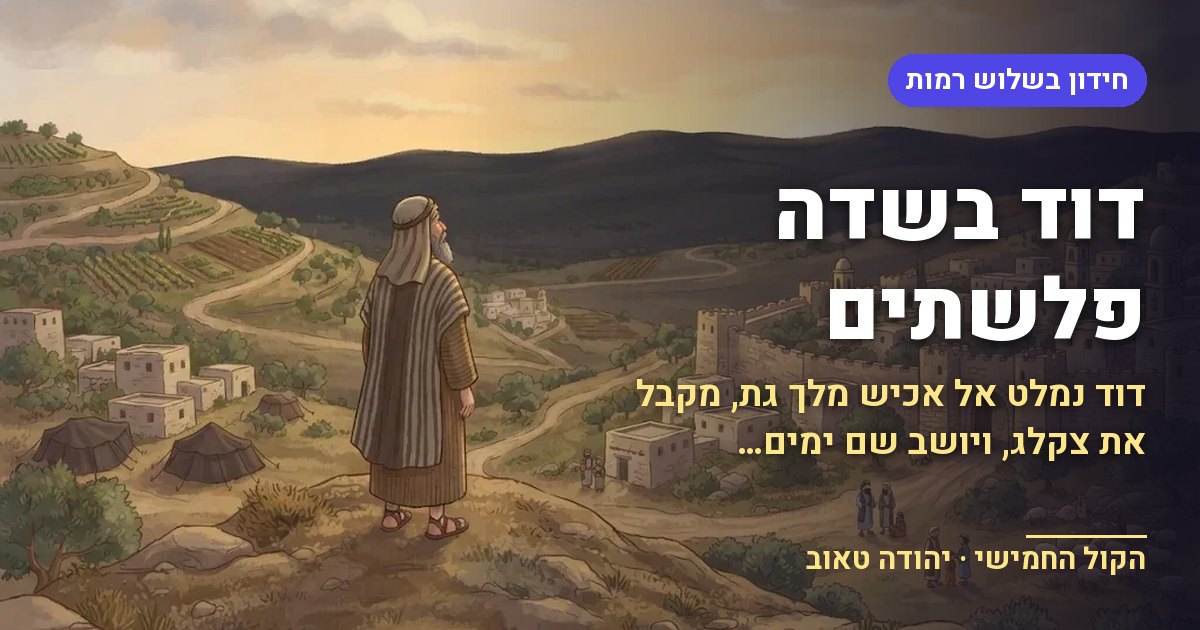 חידון בשלוש רמות
דוד בשדה
פלשתים
דוד נמלט אל אכיש מלך גת, מקבל
את צקלג, ויושב שם ימים...
הקול החמישי · יהודה טאוב